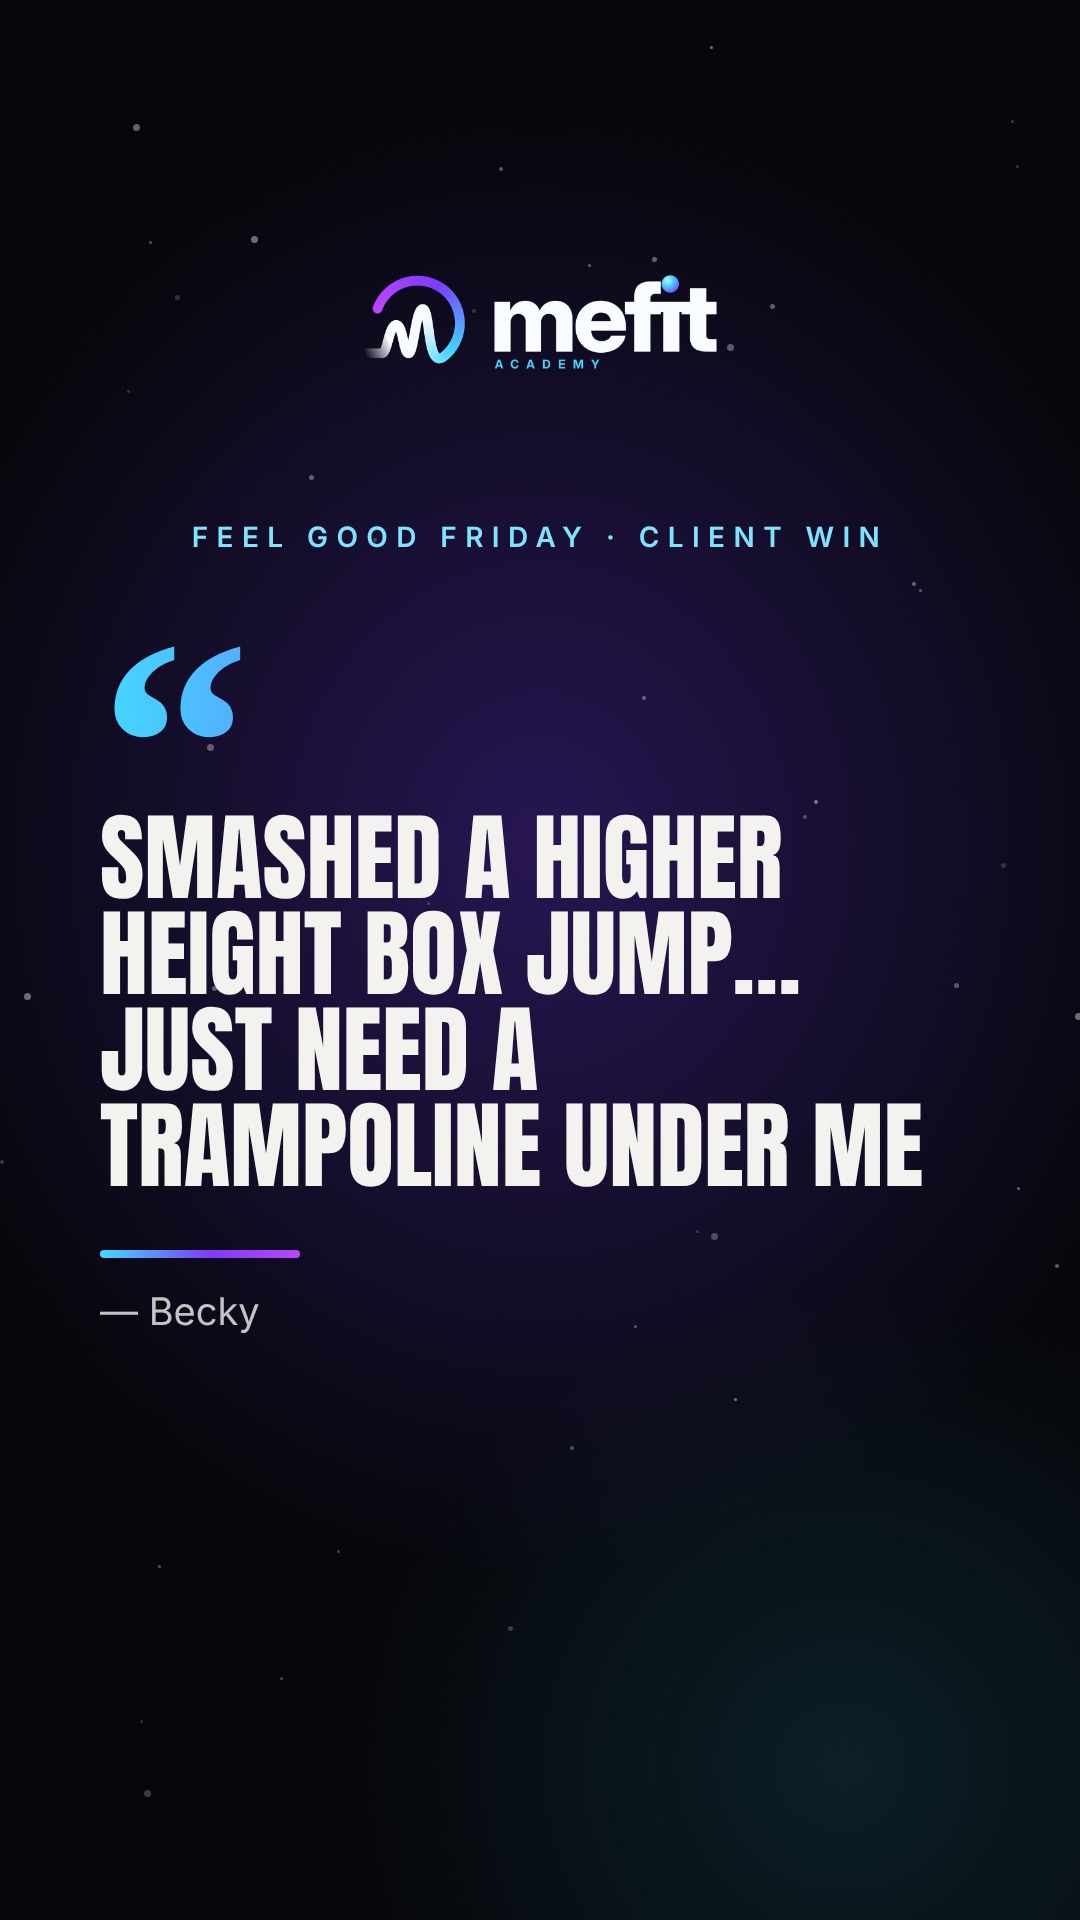 mefit
ACADEMY
FEEL GOOD FRIDAY · CLIENT WIN
“
SMASHED A HIGHER
HEIGHT BOX JUMP...
JUST NEED A
TRAMPOLINE UNDER ME
— Becky